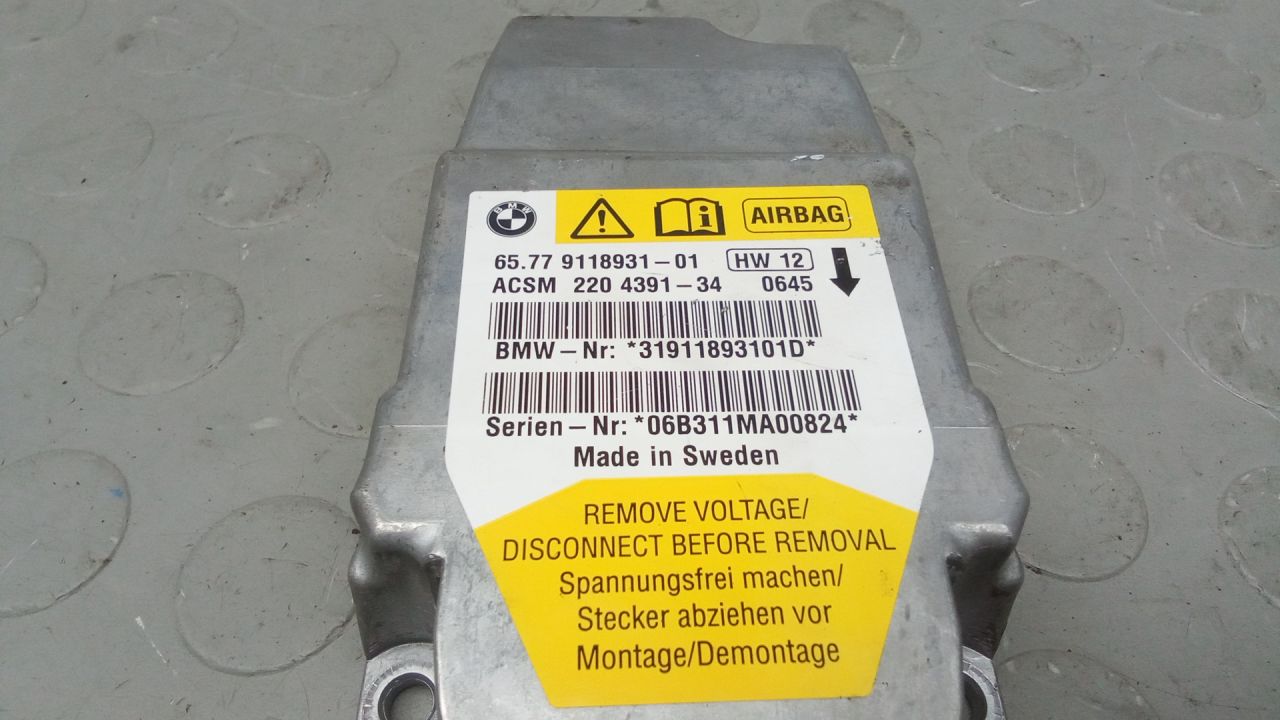 BMW
AIRBAG
65.77 9118931-01 HW 12
ACSM 220 4391-34 0645
BMW-Nr: *31911893101D*
Serien-Nr: *06B311MA00824*
Made in Sweden
REMOVE VOLTAGE/
DISCONNECT BEFORE REMOVAL
Spannungsfrei machen/
Stecker abziehen vor
Montage/Demontage